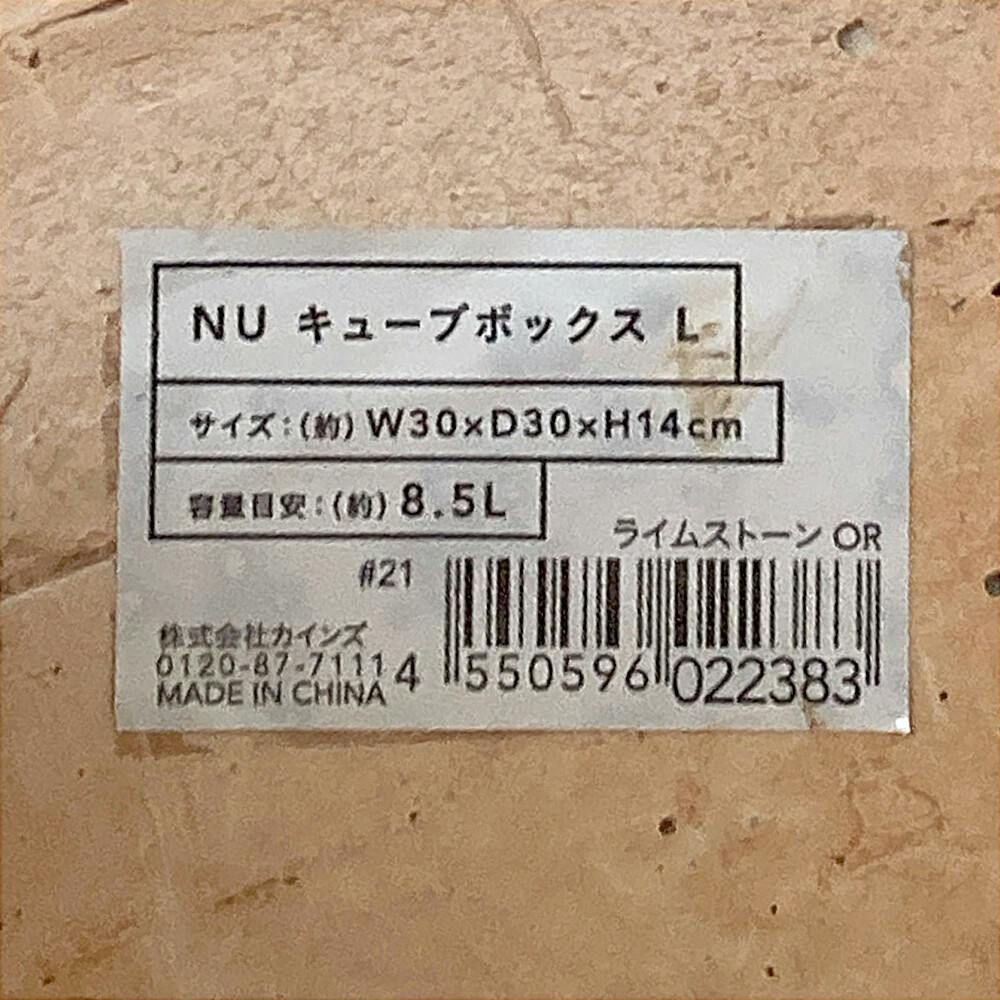 NU キューブボックス L
サイズ:(約) W30×D30×H14cm
容量目安:(約) 8.5L
ライムストーン OR
#21
株式会社カインズ
0120-87-7111
MADE IN CHINA
4 550596 022383